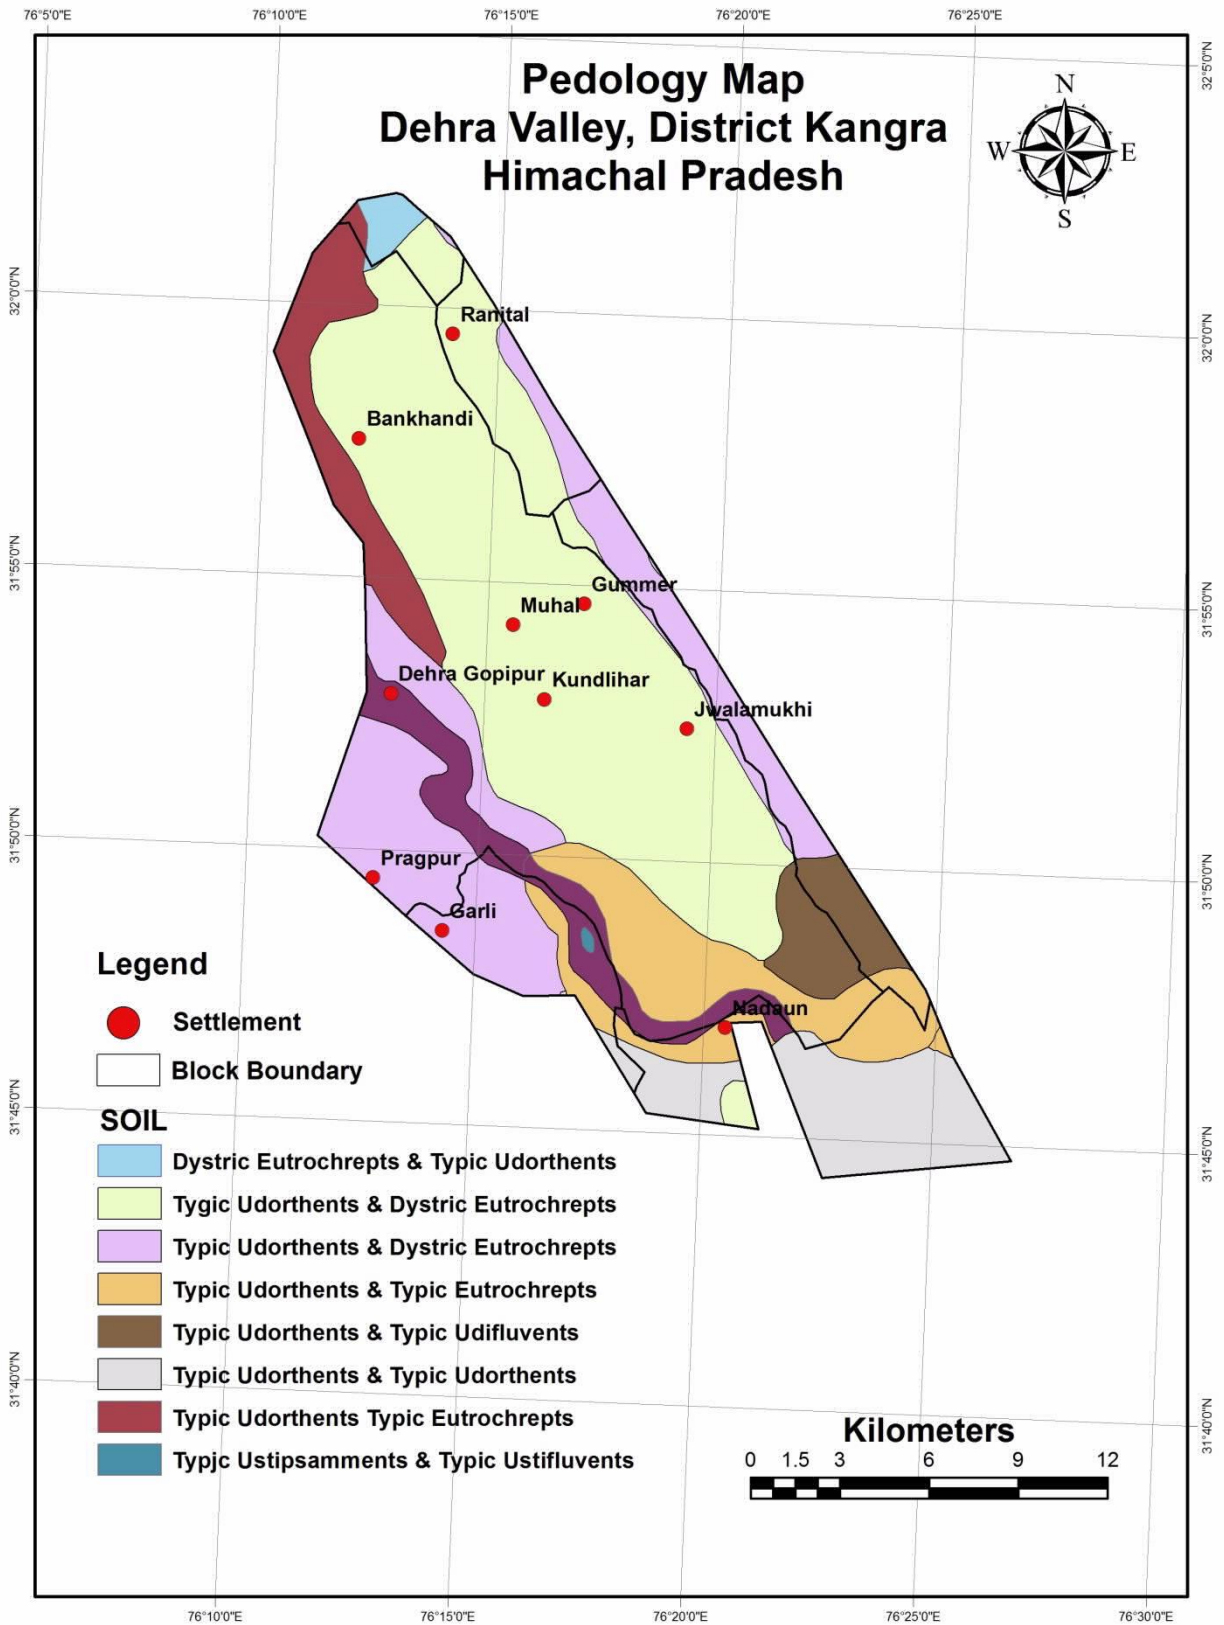 76°5'0"E 76°10'0"E 76°15'0"E 76°20'0"E 76°25'0"E
Pedology Map
Dehra Valley, District Kangra
Himachal Pradesh
N
W E
S
32°5'0"N
32°0'0"N
32°0'0"N
31°55'0"N
31°55'0"N
31°50'0"N
31°50'0"N
31°45'0"N
31°45'0"N
31°40'0"N
31°40'0"N
Ranital
Bankhandi
Gummer
Muhal
Dehra Gopipur
Kundlihar
Jwalamukhi
Pragpur
Garli
Nadaun
Legend
Settlement
Block Boundary
SOIL
Dystric Eutrochrepts & Typic Udorthents
Tygic Udorthents & Dystric Eutrochrepts
Typic Udorthents & Dystric Eutrochrepts
Typic Udorthents & Typic Eutrochrepts
Typic Udorthents & Typic Udifluvents
Typic Udorthents & Typic Udorthents
Typic Udorthents Typic Eutrochrepts
Typjc Ustipsamments & Typic Ustifluvents
Kilometers
0 1.5 3 6 9 12
76°10'0"E 76°15'0"E 76°20'0"E 76°25'0"E 76°30'0"E